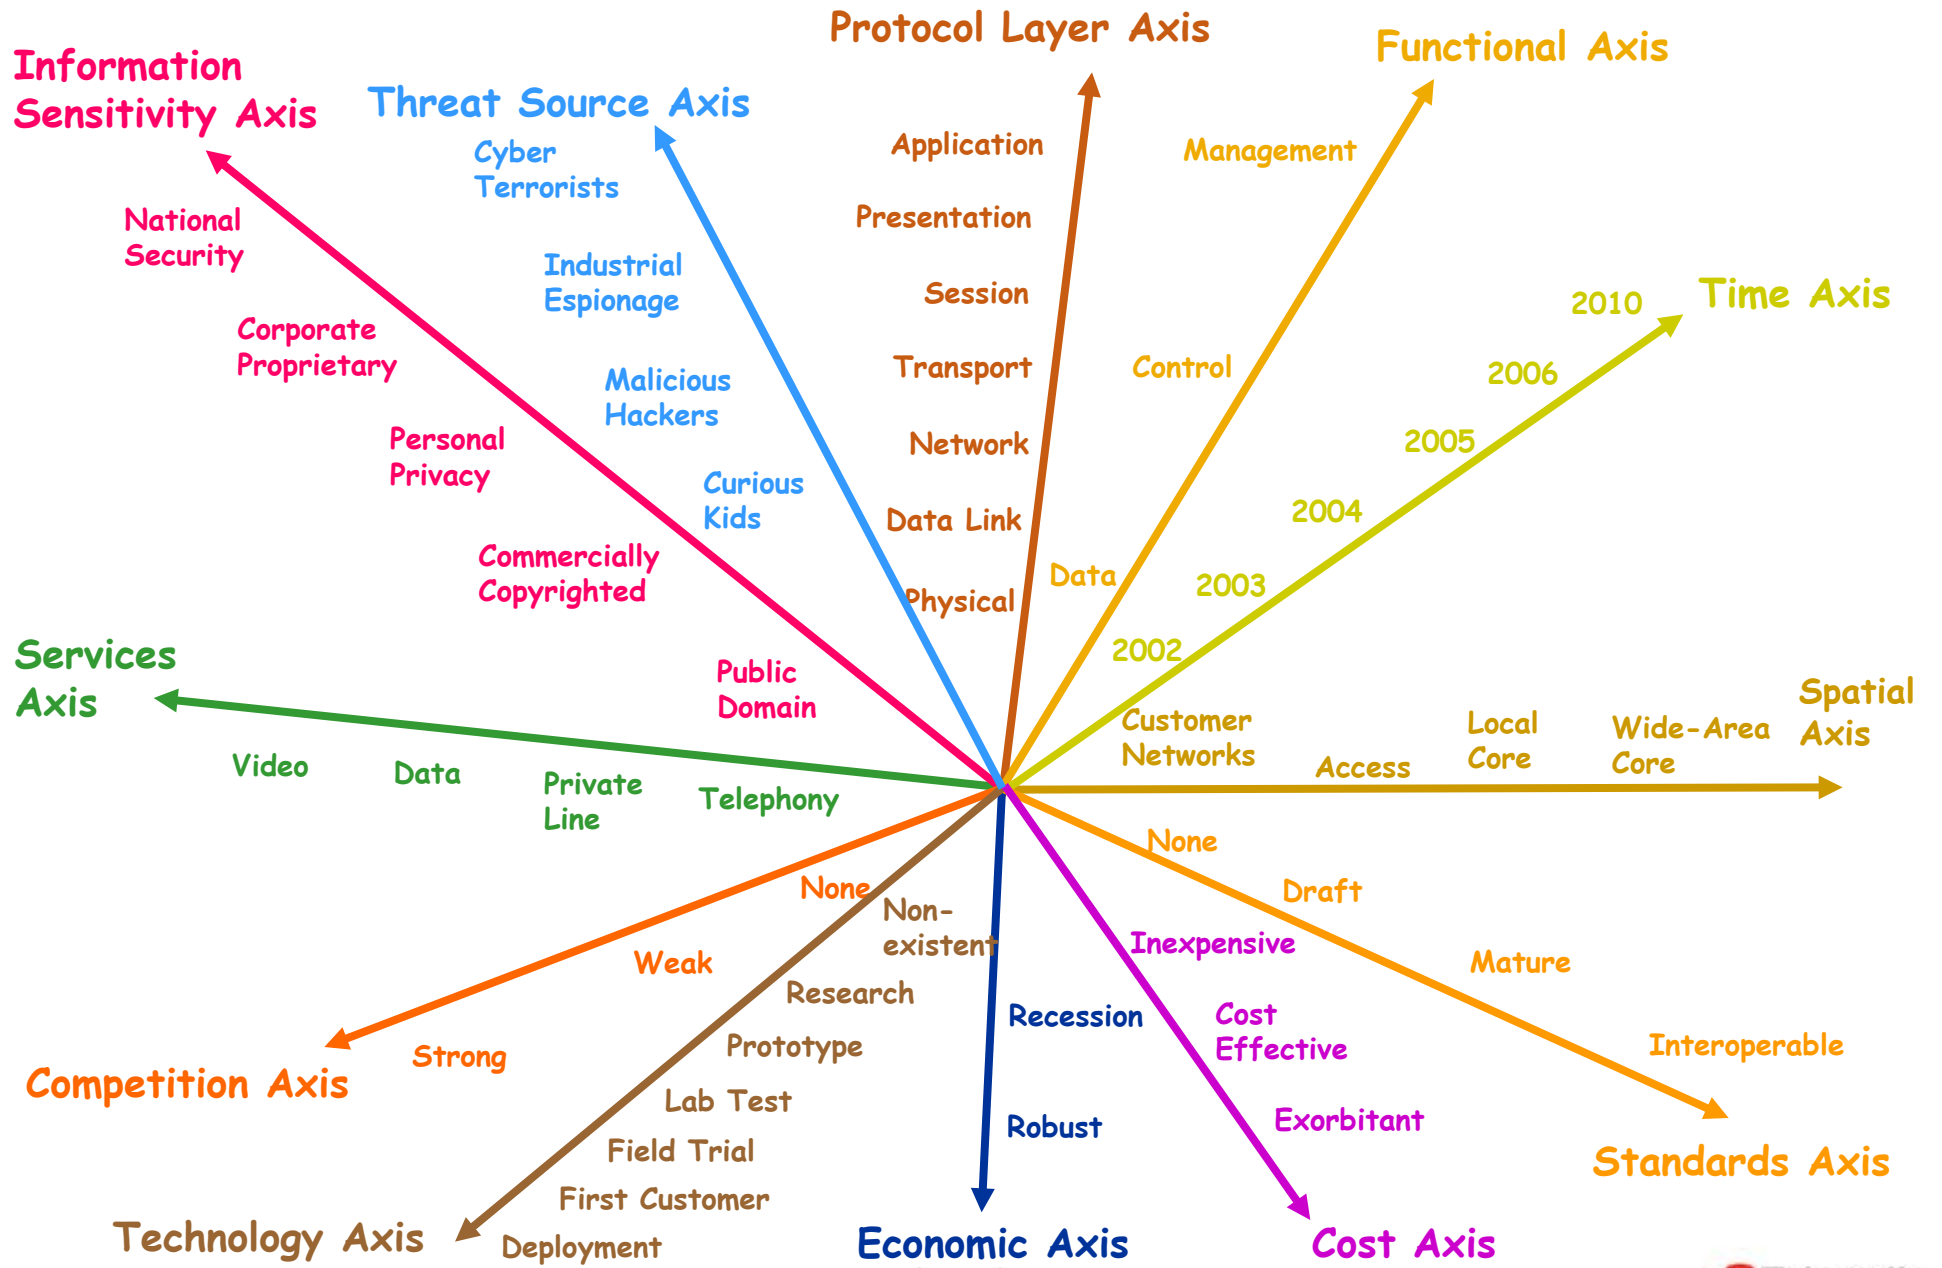 Information
Sensitivity Axis
National
Security
Corporate
Proprietary
Personal
Privacy
Commercially
Copyrighted
Public
Domain
Threat Source Axis
Cyber
Terrorists
Industrial
Espionage
Malicious
Hackers
Curious
Kids
Protocol Layer Axis
Application
Presentation
Session
Transport
Network
Data Link
Physical
Functional Axis
Management
Control
Data
Time Axis
2010
2006
2005
2004
2003
2002
Spatial
Axis
Customer
Networks
Access
Local
Core
Wide-Area
Core
Services
Axis
Video
Data
Private
Line
Telephony
Competition Axis
None
Weak
Strong
Technology Axis
Non-
existent
Research
Prototype
Lab Test
Field Trial
First Customer
Deployment
Economic Axis
Recession
Robust
Cost Axis
Inexpensive
Cost
Effective
Exorbitant
Standards Axis
None
Draft
Mature
Interoperable